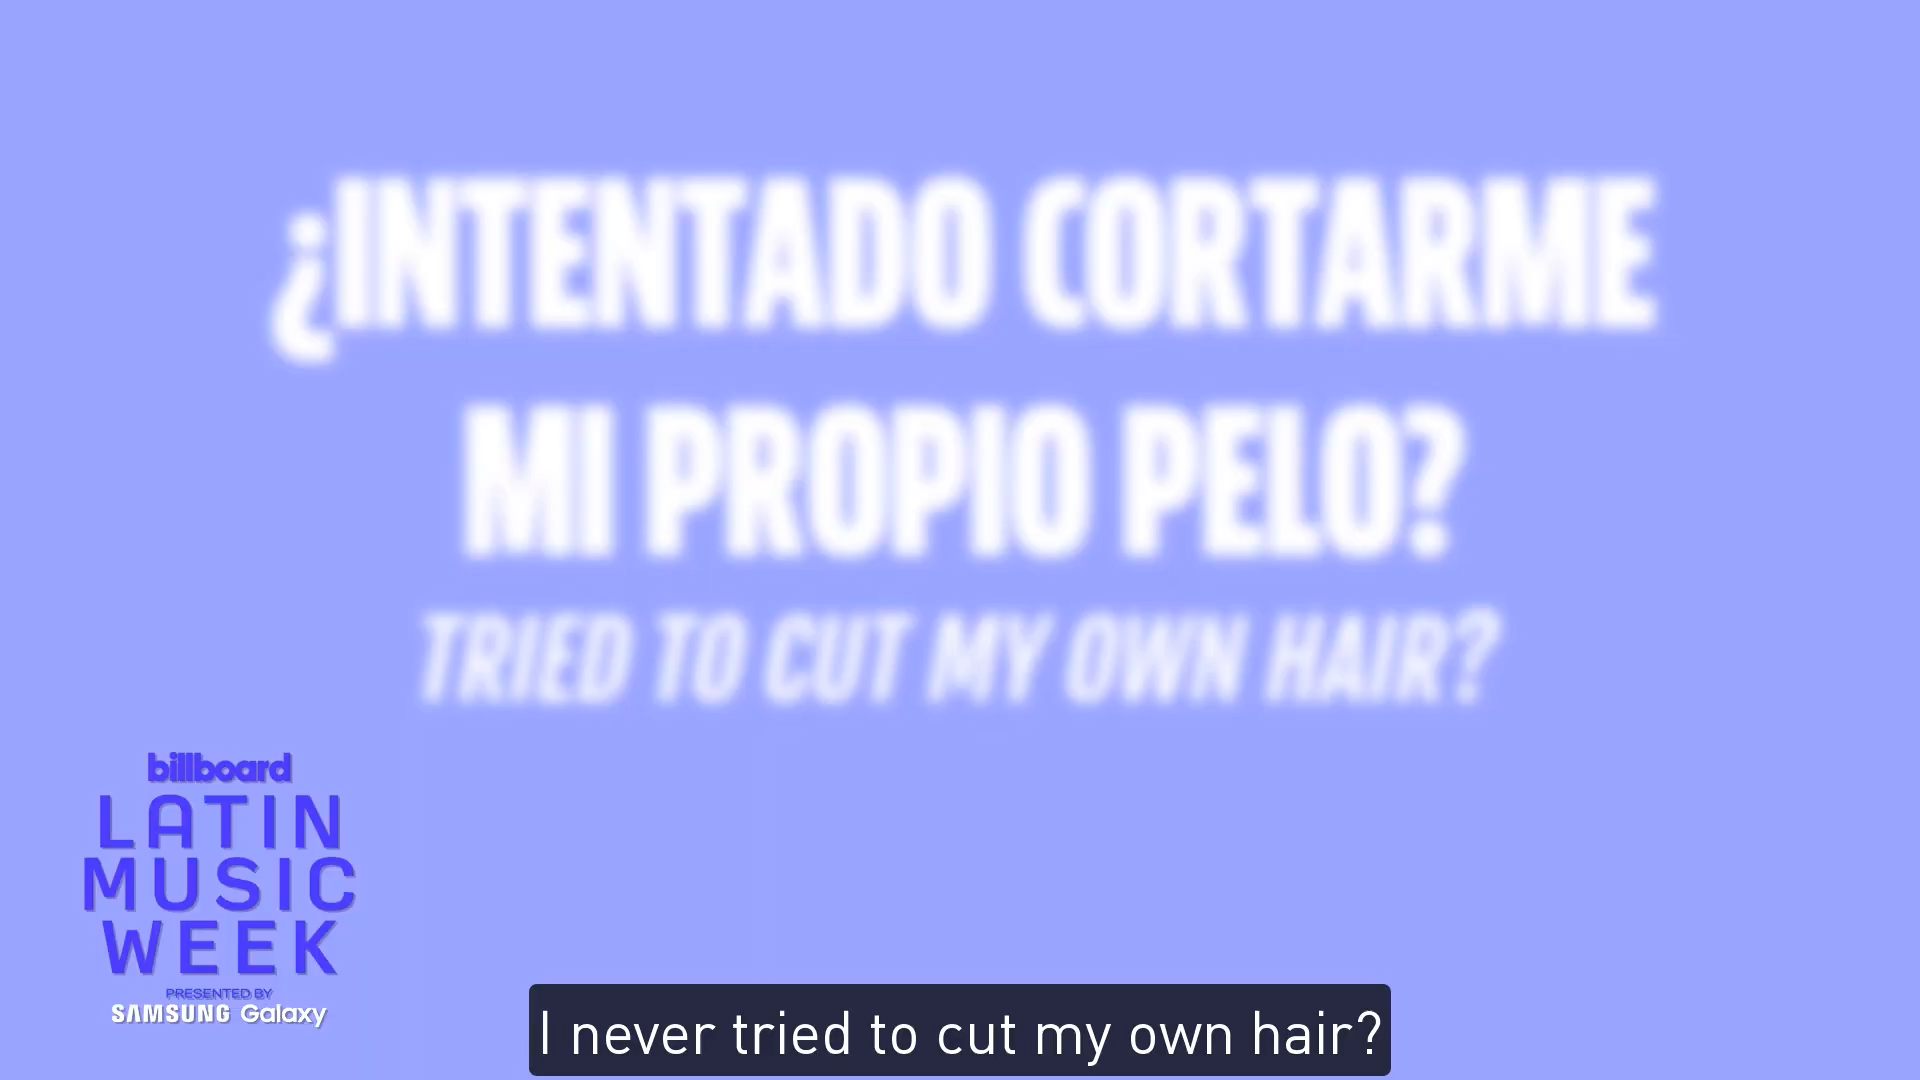 ¿INTENTADO CORTARME
MI PROPIO PELO?
TRIED TO CUT MY OWN HAIR?
billboard
LATIN
MUSIC
WEEK
PRESENTED BY
SAMSUNG Galaxy
I never tried to cut my own hair?